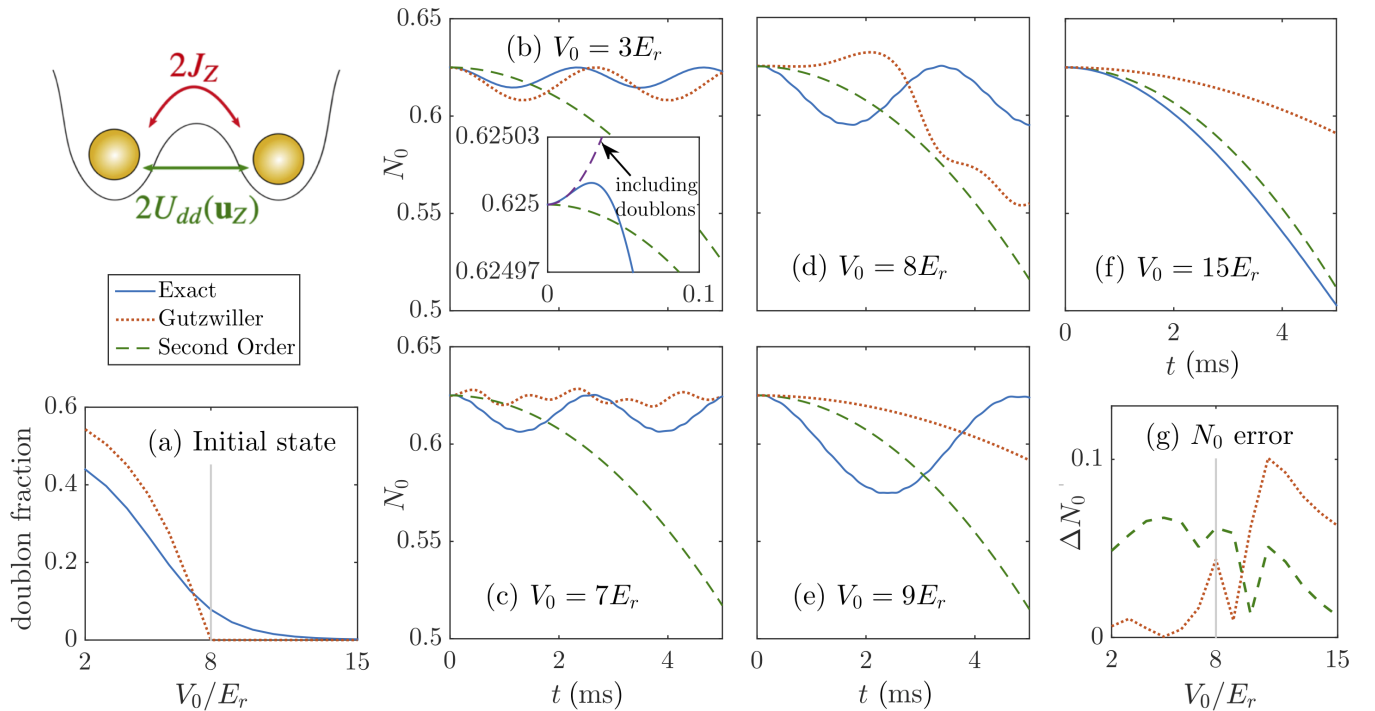 2J_Z
2U_dd(u_Z)
Exact
Gutzwiller
Second Order
(a) Initial state
doublon fraction
0.6
0.4
0.2
0
2
8
15
V_0/E_r
(b) V_0 = 3E_r
N_0
0.65
0.6
0.55
0.5
0.62503
0.625
0.62497
0
0.1
including
doublons
(c) V_0 = 7E_r
N_0
0.65
0.6
0.55
0.5
0
2
4
t (ms)
(d) V_0 = 8E_r
(e) V_0 = 9E_r
0
2
4
t (ms)
(f) V_0 = 15E_r
0
2
4
t (ms)
(g) N_0 error
ΔN_0
0.1
0
2
8
15
V_0/E_r